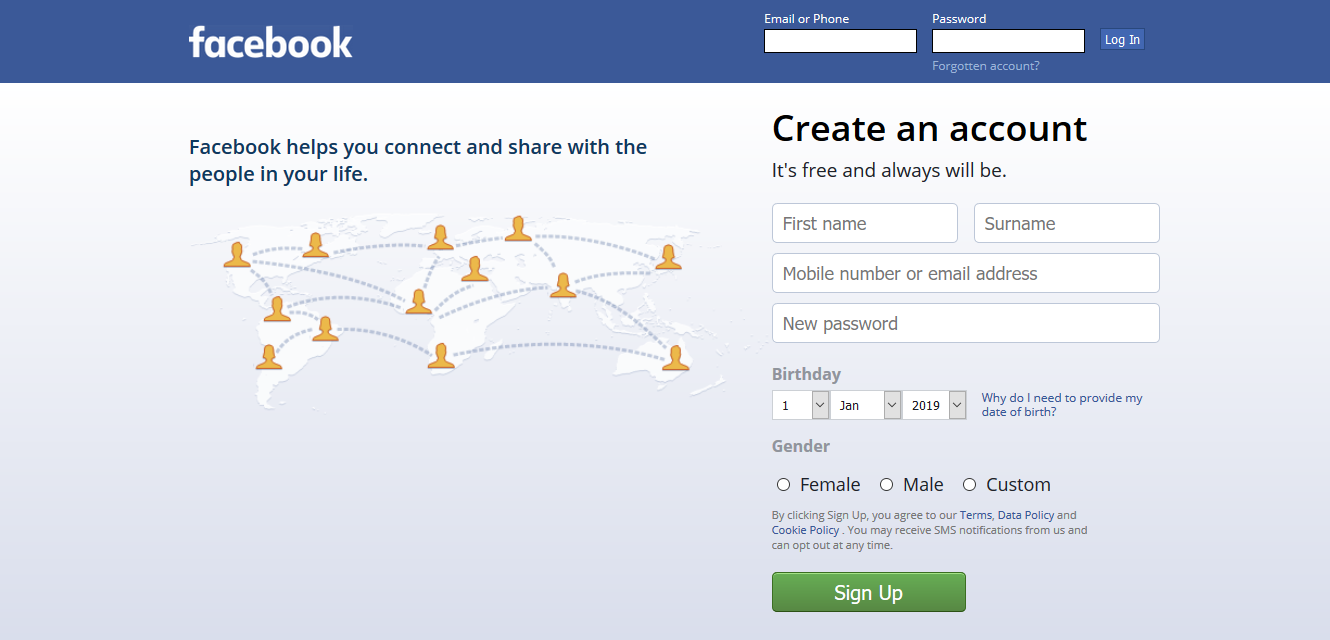 facebook
Email or Phone
Password
Log In
Forgotten account?
Facebook helps you connect and share with the
people in your life.
Create an account
It's free and always will be.
First name
Surname
Mobile number or email address
New password
Birthday
1
Jan
2019
Why do I need to provide my
date of birth?
Gender
Female
Male
Custom
By clicking Sign Up, you agree to our Terms, Data Policy and
Cookie Policy . You may receive SMS notifications from us and
can opt out at any time.
Sign Up